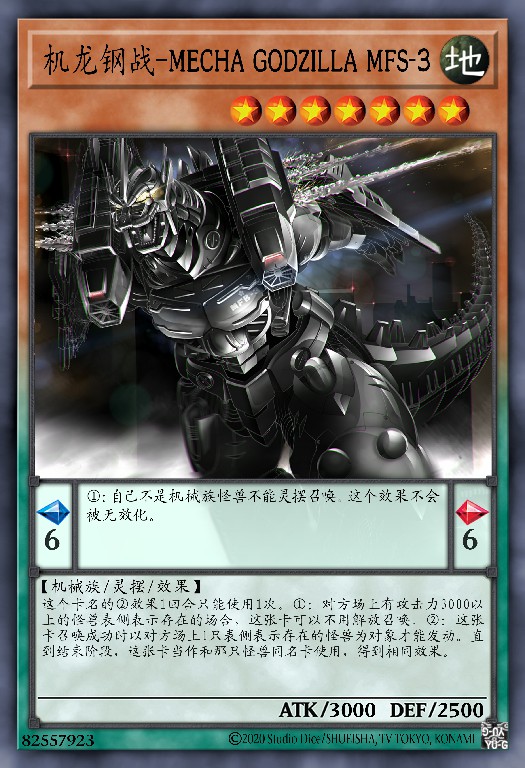 机龙钢战-MECHA GODZILLA MFS-3
地
①:自己不是机械族怪兽不能灵摆召唤。这个效果不会
被无效化。
6
6
【机械族/灵摆/效果】
这个卡名的②效果1回合只能使用1次。①:对方场上有攻击力3000以
上的怪兽表侧表示存在的场合，这张卡可以不用解放召唤。②:这张
卡召唤成功时以对方场上1只表侧表示存在的怪兽为对象才能发动。直
到结束阶段，这张卡当作和那只怪兽同名卡使用，得到相同效果。
ATK/3000 DEF/2500
82557923
©2020 Studio Dice/SHUEISHA, TV TOKYO, KONAMI